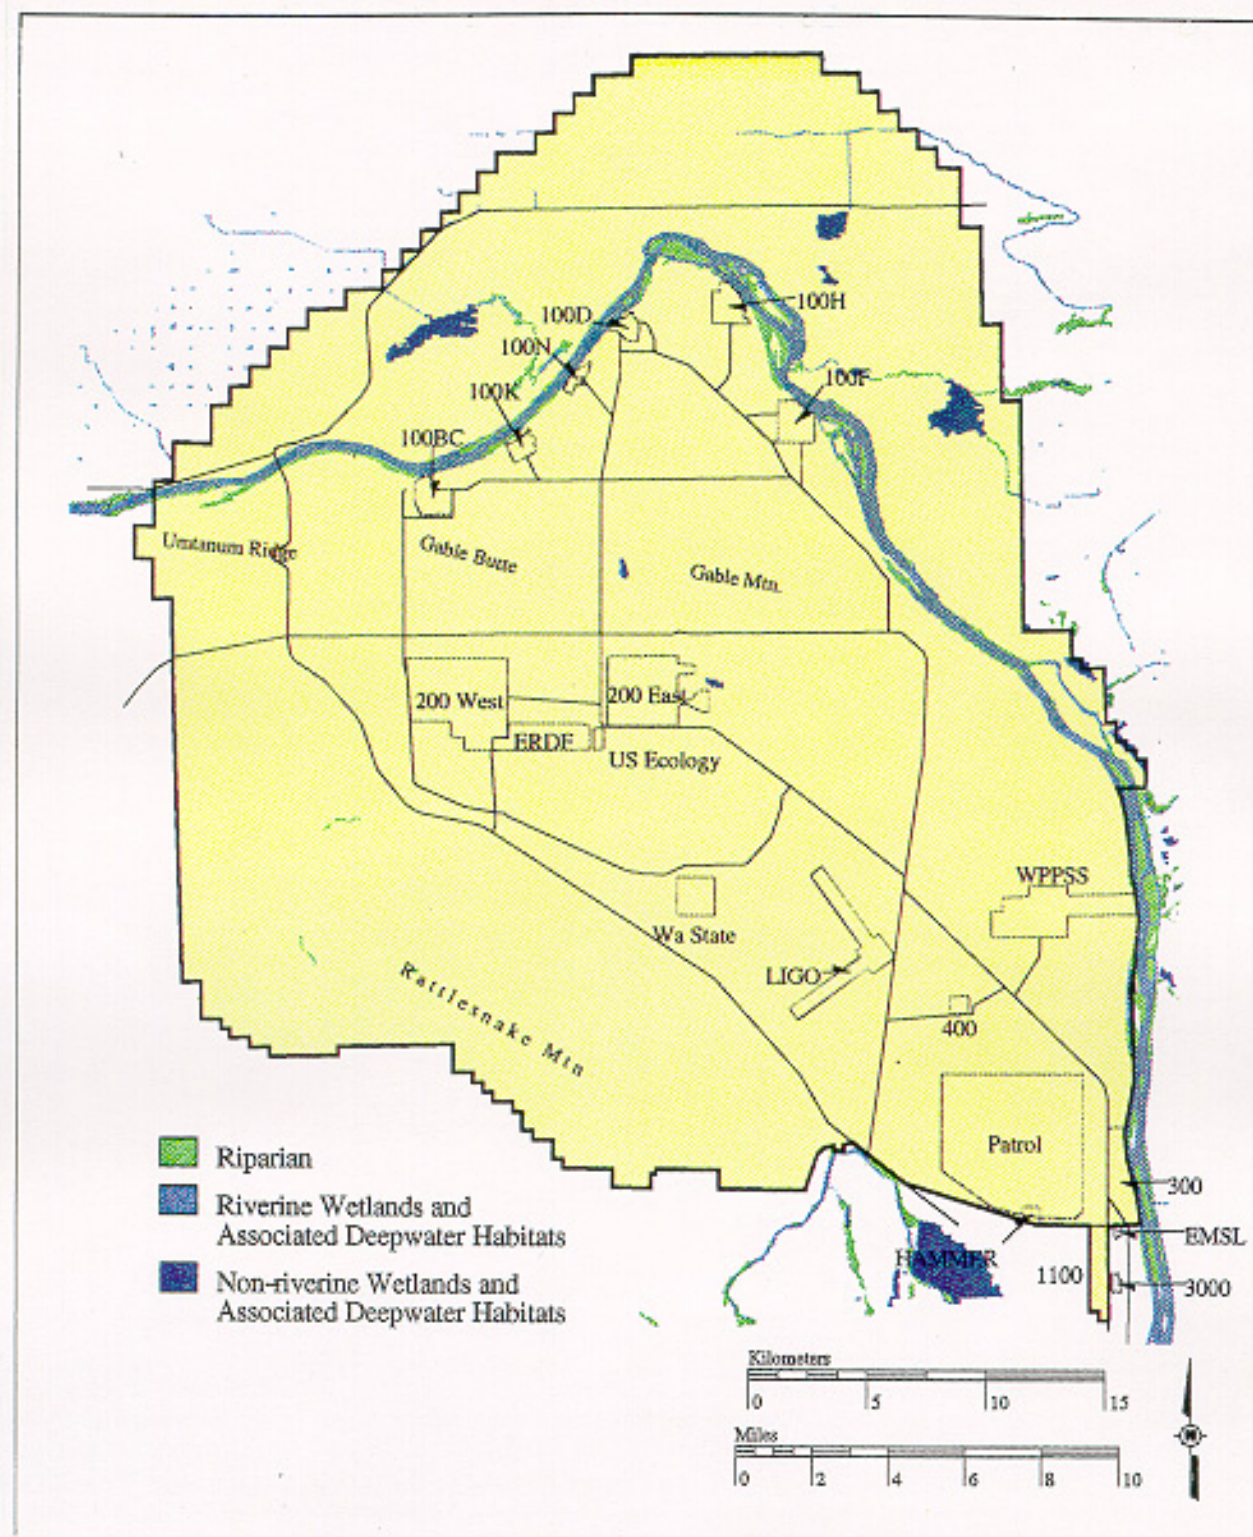 100H
100D
100N
100F
100K
100BC
Umtanum Ridge
Gable Butte
Gable Mtn.
200 West
200 East
ERDF
US Ecology
WPPSS
Wa State
LIGO
400
Rattlesnake Mtn
Patrol
300
EMSL
HAMMER
1100
3000
Riparian
Riverine Wetlands and
Associated Deepwater Habitats
Non-riverine Wetlands and
Associated Deepwater Habitats
Kilometers
0 5 10 15
Miles
0 2 4 6 8 10
N